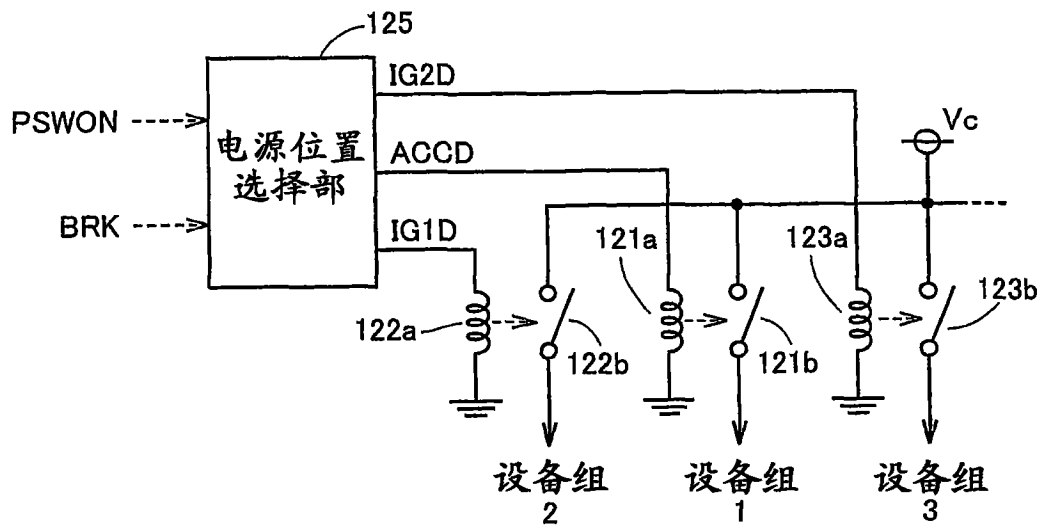 125
IG2D
PSWON
Vc
电源位置
选择部
ACCD
BRK
IG1D
121a
123a
123b
122a
122b
121b
设备组
2
设备组
1
设备组
3